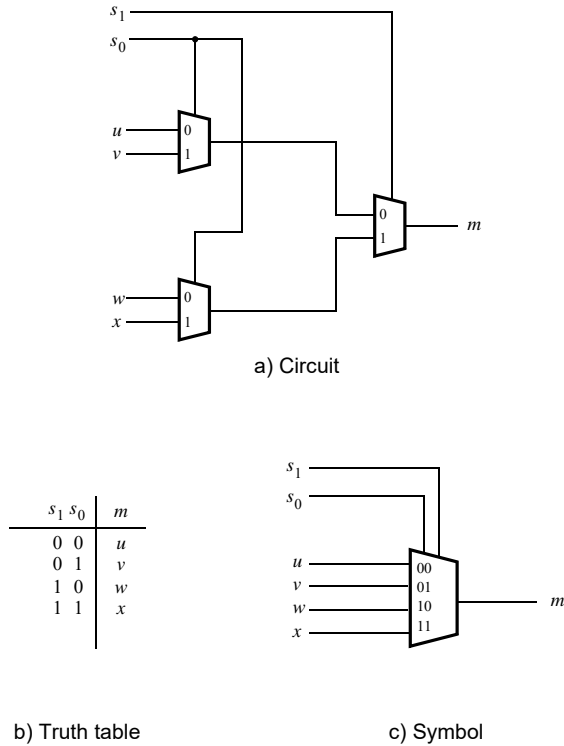 s1
s0
u 0
v 1
0
1 m
w 0
x 1
a) Circuit
s1 s0 m
0 0 u
0 1 v
1 0 w
1 1 x
b) Truth table
s1
s0
u 00
v 01
w 10
x 11
m
c) Symbol